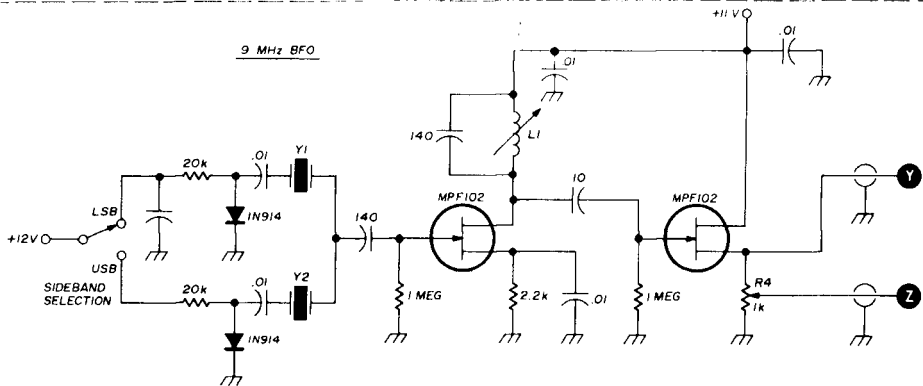 +11 V
.01
9 MHz BFO
.01
140
L1
20k
.01
Y1
10
MPF102
MPF102
140
Y
LSB
1N914
+12V
USB
SIDEBAND
SELECTION
20k
.01
Y2
1 MEG
2.2k
.01
1 MEG
R4
1k
Z
1N914